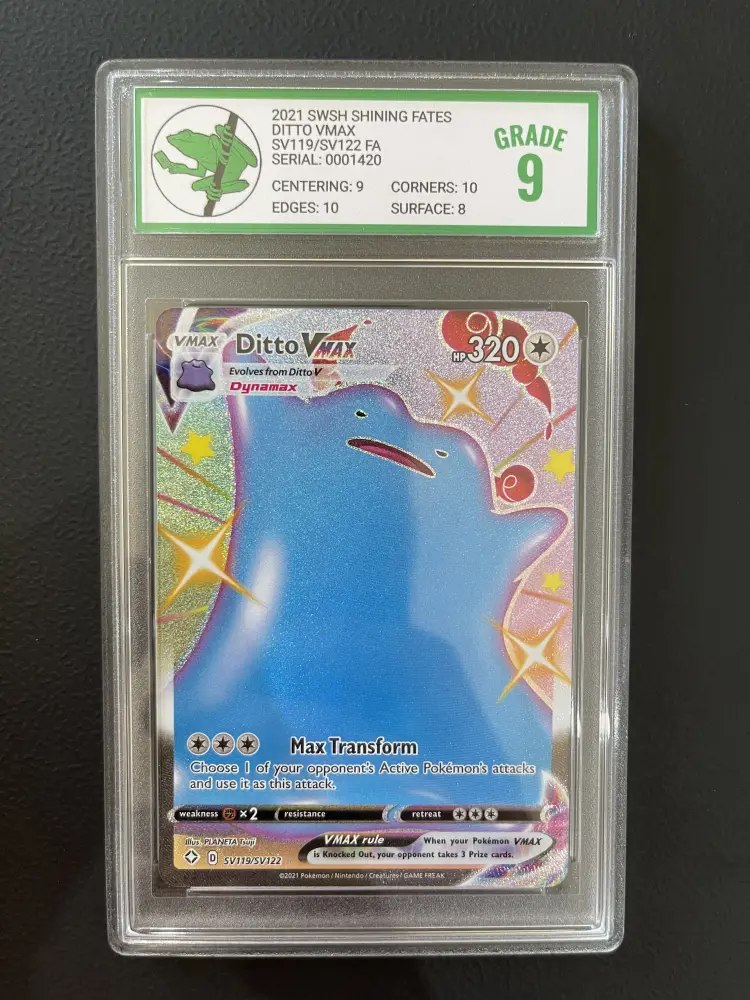 2021 SWSH SHINING FATES
DITTO VMAX
SV119/SV122 FA
SERIAL: 0001420
CENTERING: 9 CORNERS: 10
EDGES: 10 SURFACE: 8
GRADE
9
VMAX Ditto VMAX HP 320
Evolves from Ditto V
Dynamax
Max Transform
Choose 1 of your opponent's Active Pokémon's attacks
and use it as this attack.
weakness ×2 resistance retreat
Illus. PLANETA Tsuji
VMAX rule When your Pokémon VMAX
is Knocked Out, your opponent takes 3 Prize cards.
D SV119/SV122
©2021 Pokémon / Nintendo / Creatures / GAME FREAK